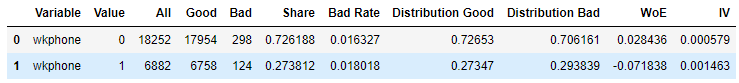 Variable Value All Good Bad Share Bad Rate Distribution Good Distribution Bad WoE IV
0 wkphone 0 18252 17954 298 0.726188 0.016327 0.72653 0.706161 0.028436 0.000579
1 wkphone 1 6882 6758 124 0.273812 0.018018 0.27347 0.293839 -0.071838 0.001463